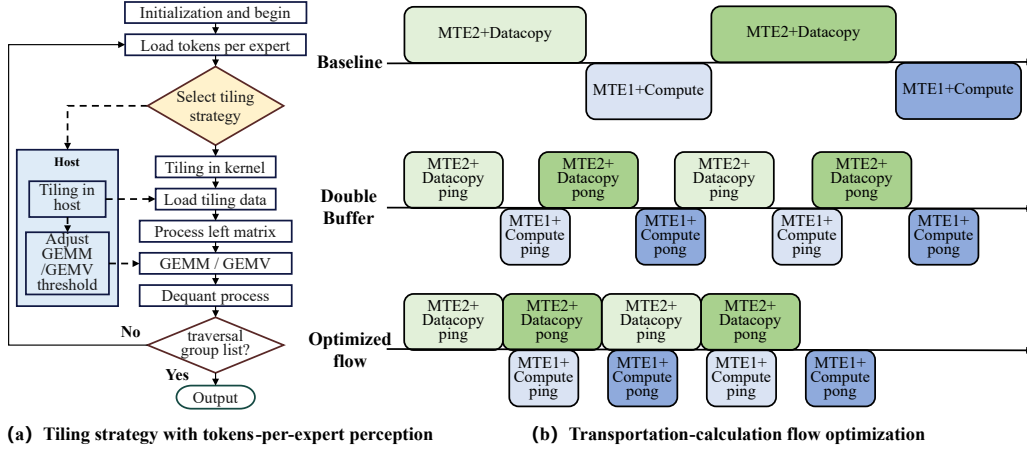 Initialization and begin
Load tokens per expert
Select tiling
strategy
Host
Tiling in
host
Adjust
GEMM
/GEMV
threshold
Tiling in kernel
Load tiling data
Process left matrix
GEMM / GEMV
Dequant process
No
traversal
group list?
Yes
Output
(a) Tiling strategy with tokens-per-expert perception
Baseline
MTE2+Datacopy
MTE2+Datacopy
MTE1+Compute
MTE1+Compute
Double
Buffer
MTE2+
Datacopy
ping
MTE2+
Datacopy
pong
MTE2+
Datacopy
ping
MTE2+
Datacopy
pong
MTE1+
Compute
ping
MTE1+
Compute
pong
MTE1+
Compute
ping
MTE1+
Compute
pong
Optimized
flow
MTE2+
Datacopy
ping
MTE2+
Datacopy
pong
MTE2+
Datacopy
ping
MTE2+
Datacopy
pong
MTE1+
Compute
ping
MTE1+
Compute
pong
MTE1+
Compute
ping
MTE1+
Compute
pong
(b) Transportation-calculation flow optimization